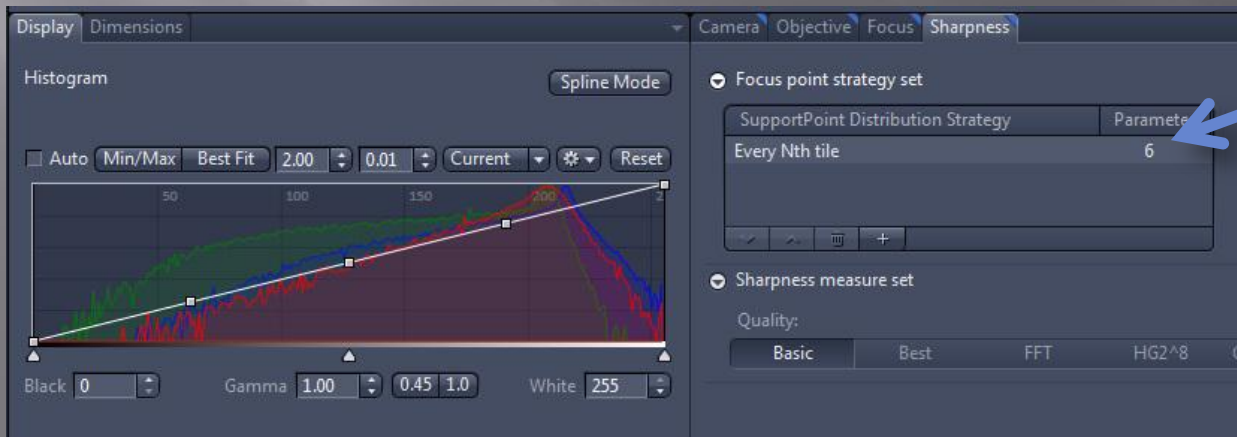 Display Dimensions
Histogram
Spline Mode
Auto Min/Max Best Fit 2.00 0.01 Current Reset
50 100 150 200 2
Black 0 Gamma 1.00 0.45 1.0 White 255
Camera Objective Focus Sharpness
Focus point strategy set
SupportPoint Distribution Strategy Paramete
Every Nth tile 6
+
Sharpness measure set
Quality:
Basic Best FFT HG2^8